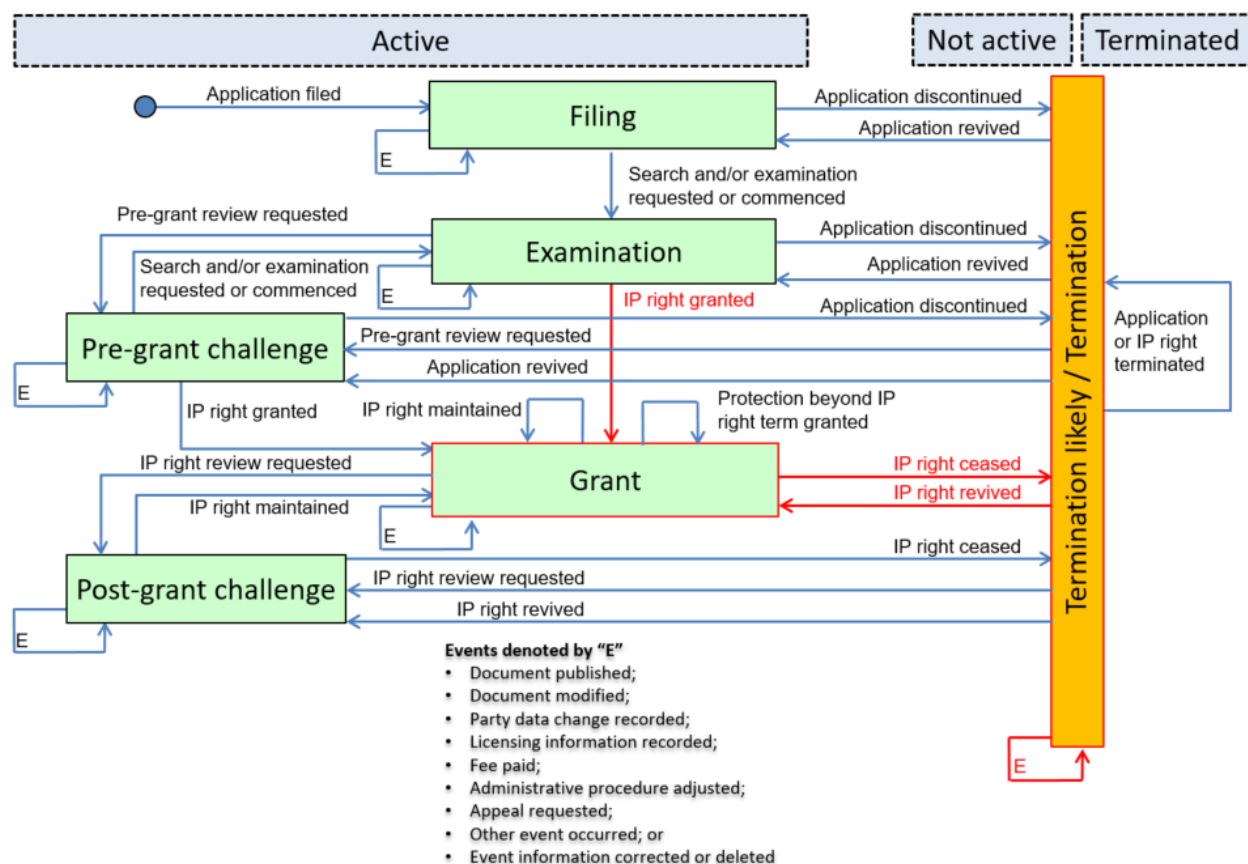 Active
Not active
Terminated
Application filed
Filing
Application discontinued
Application revived
E
Search and/or examination
requested or commenced
Pre-grant review requested
Examination
Application discontinued
Application revived
Search and/or examination
requested or commenced
E
IP right granted
Application discontinued
Pre-grant challenge
Pre-grant review requested
Application revived
E
Application
or IP right
terminated
Termination likely / Termination
IP right granted
IP right maintained
Protection beyond IP
right term granted
IP right review requested
Grant
IP right ceased
IP right revived
IP right maintained
E
IP right ceased
Post-grant challenge
IP right review requested
IP right revived
E
Events denoted by “E”
• Document published;
• Document modified;
• Party data change recorded;
• Licensing information recorded;
• Fee paid;
• Administrative procedure adjusted;
• Appeal requested;
• Other event occurred; or
• Event information corrected or deleted
E